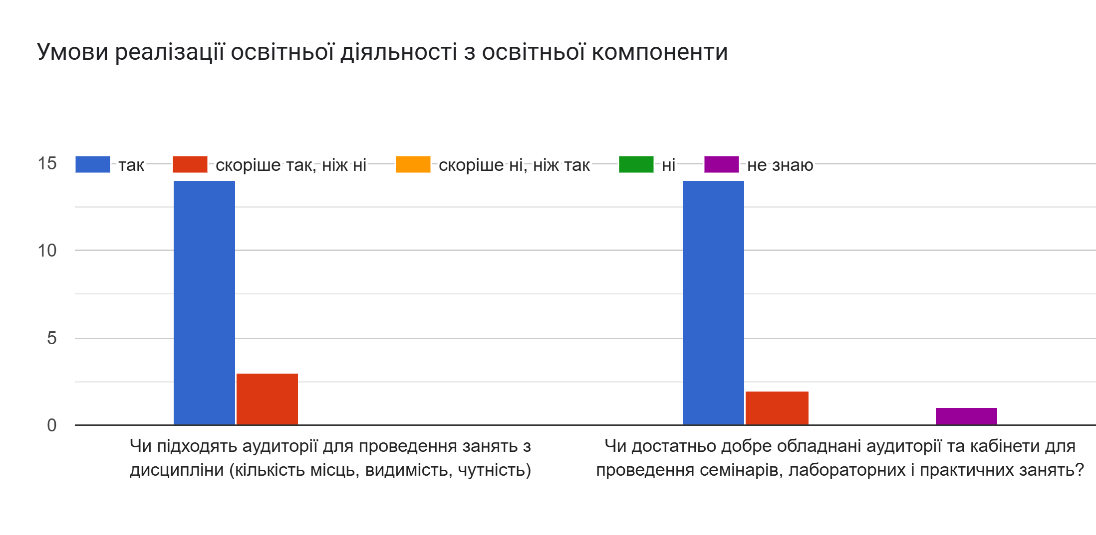 Умови реалізації освітньої діяльності з освітньої компоненти
15
так
скоріше так, ніж ні
скоріше ні, ніж так
ні
не знаю
10
5
0
Чи підходять аудиторії для проведення занять з
дисципліни (кількість місць, видимість, чутність)
Чи достатньо добре обладнані аудиторії та кабінети для
проведення семінарів, лабораторних і практичних занять?